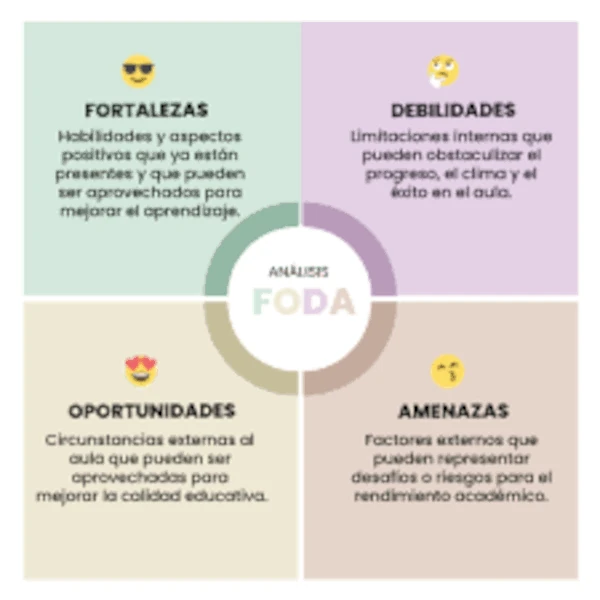 FORTALEZAS
Habilidades y aspectos
positivos que ya están
presentes y que pueden
ser aprovechados para
mejorar el aprendizaje.
DEBILIDADES
Limitaciones internas que
pueden obstaculizar el
progreso, el clima y el
éxito en el aula.
ANÁLISIS
FODA
OPORTUNIDADES
Circunstancias externas al
aula que pueden ser
aprovechadas para
mejorar la calidad educativa.
AMENAZAS
Factores externos que
pueden representar
desafíos o riesgos para el
rendimiento académico.